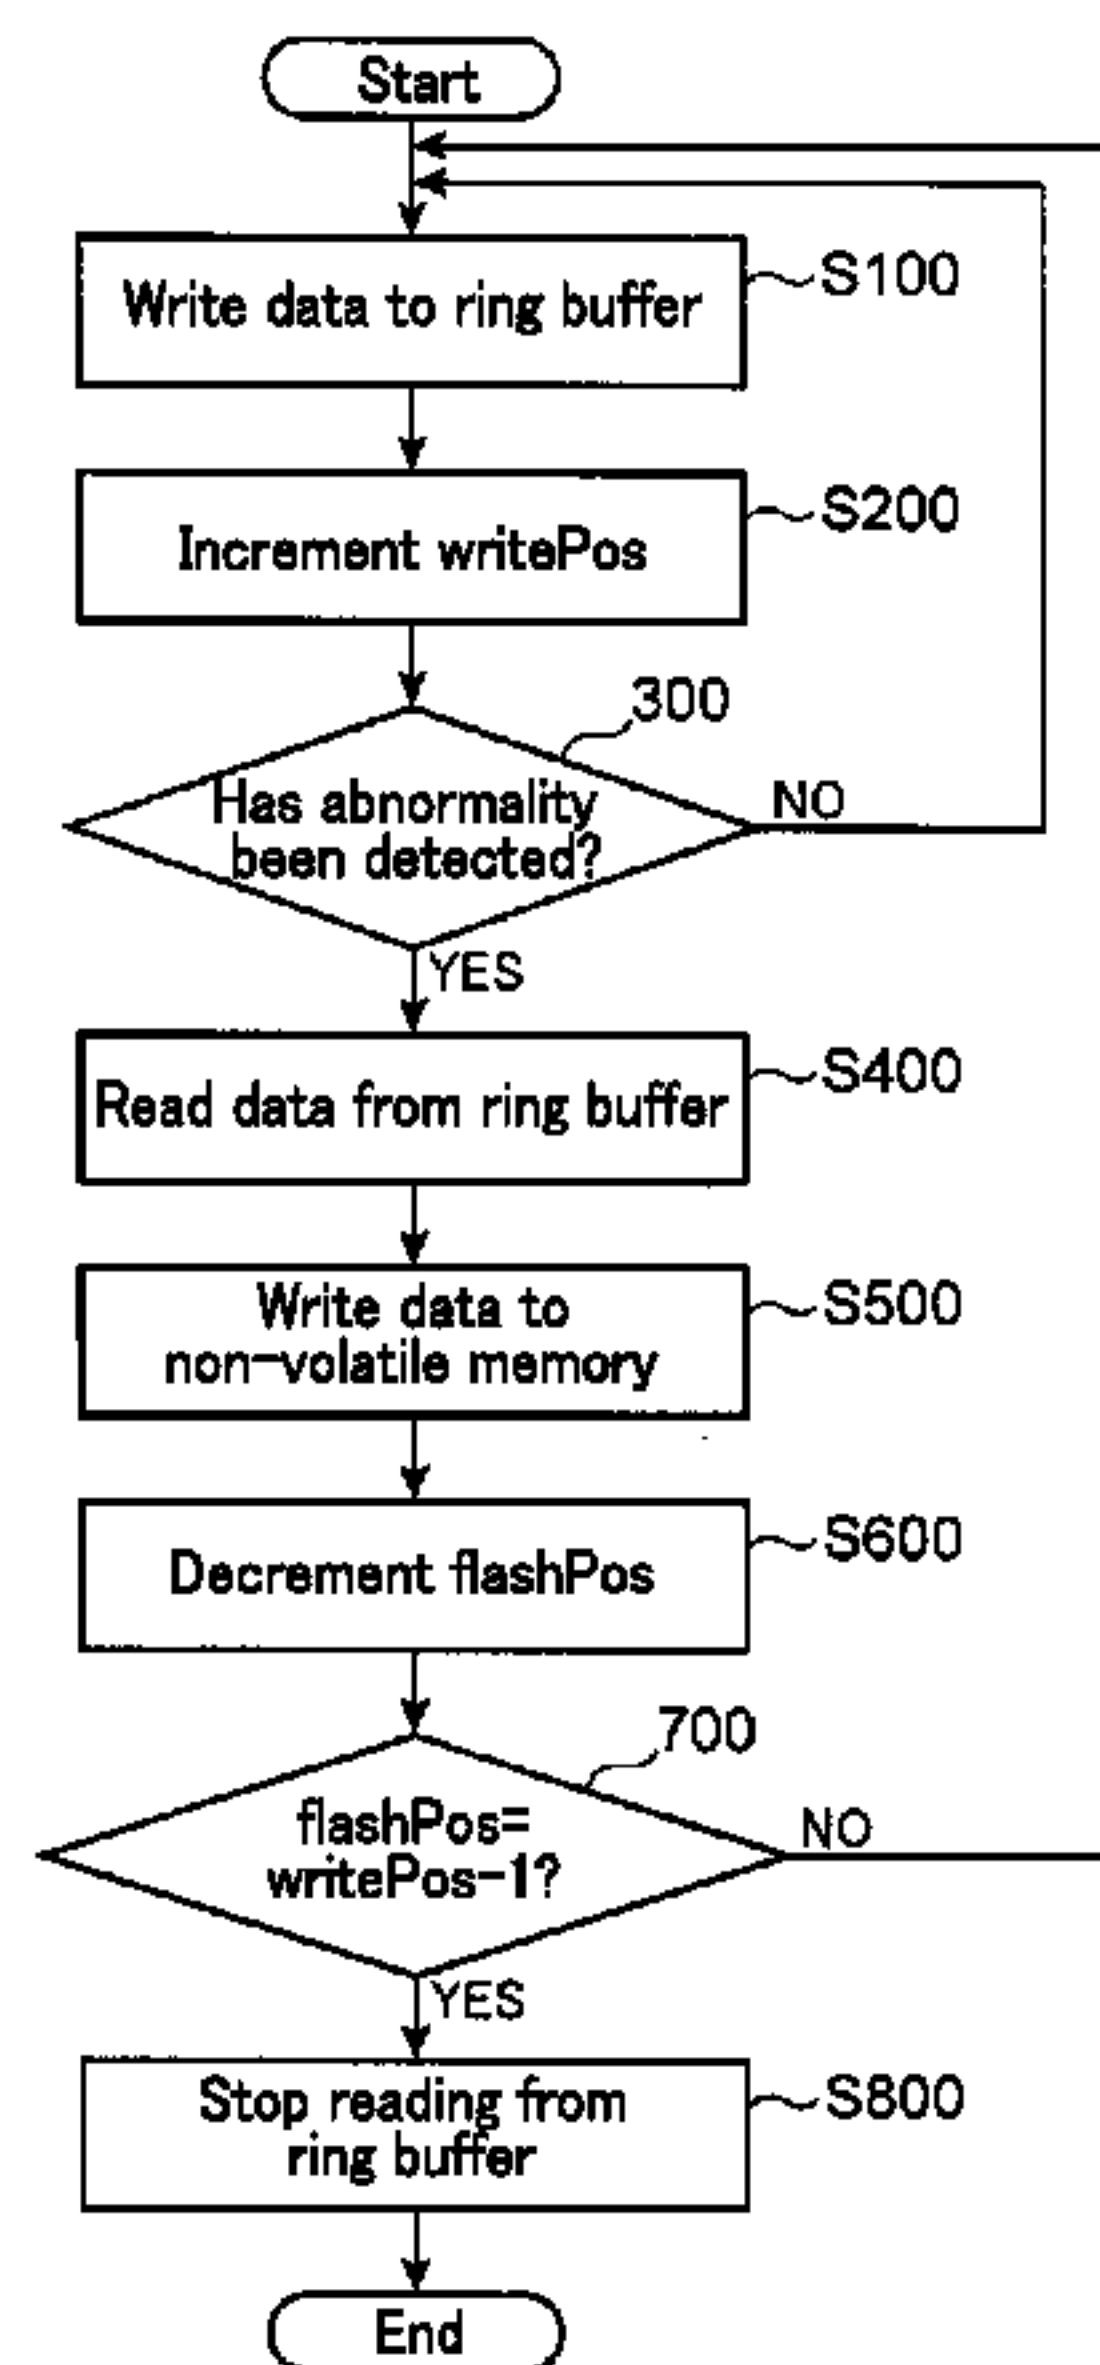 Start
Write data to ring buffer
S100
Increment writePos
S200
300
Has abnormality
been detected?
NO
YES
Read data from ring buffer
S400
Write data to
non-volatile memory
S500
Decrement flashPos
S600
700
flashPos=
writePos-1?
NO
YES
Stop reading from
ring buffer
S800
End